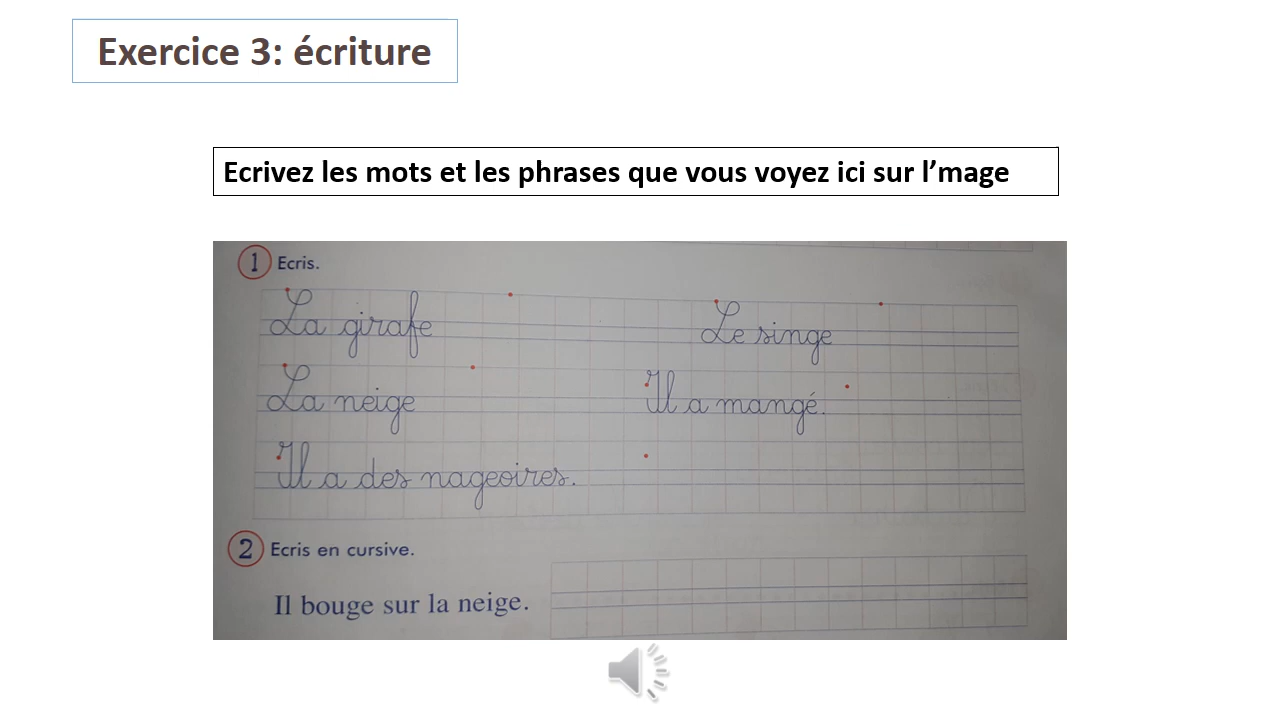 Exercice 3: écriture
Ecrivez les mots et les phrases que vous voyez ici sur l’mage
1 Ecris.
La girafe Le singe
La neige Il a mangé.
Il a des nageoires.
2 Ecris en cursive.
Il bouge sur la neige.